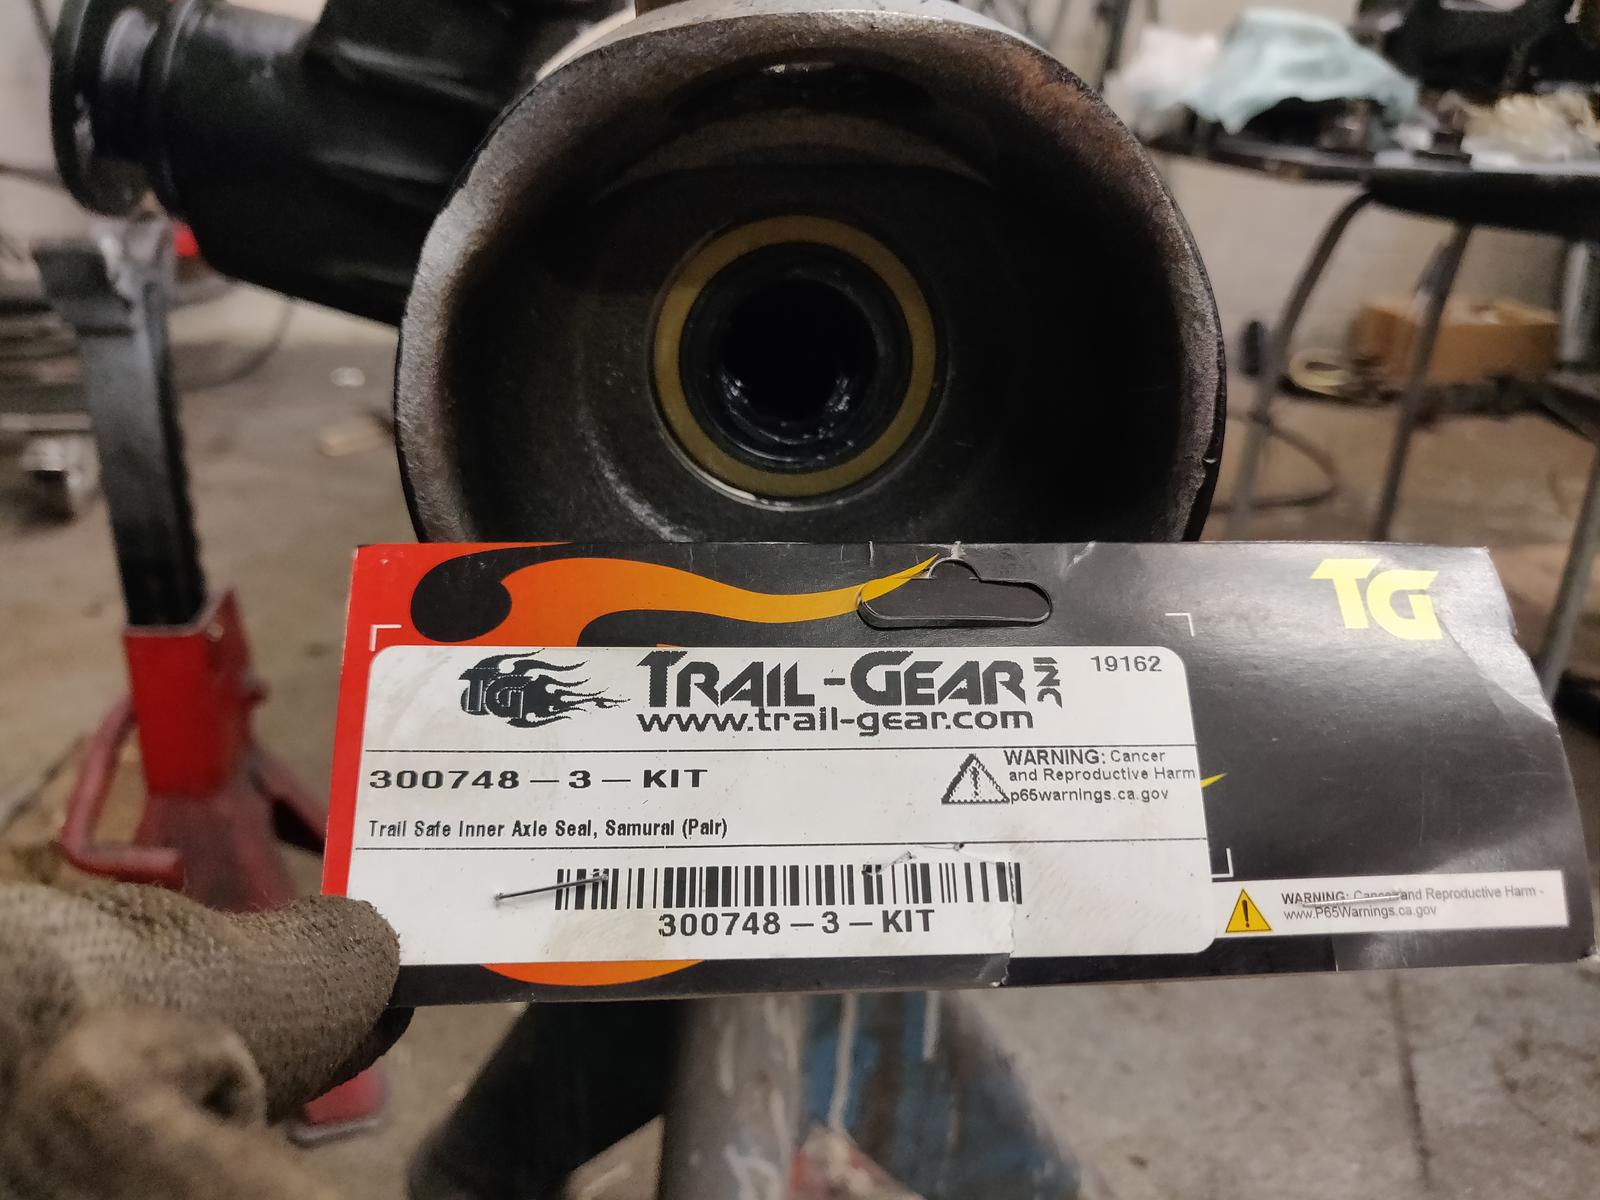 TG
TG
TRAIL-GEAR INC
19162
www.trail-gear.com
300748-3-KIT
WARNING: Cancer
and Reproductive Harm
p65warnings.ca.gov
Trail Safe Inner Axle Seal, Samurai (Pair)
300748-3-KIT
WARNING: Cancer and Reproductive Harm -
www.P65Warnings.ca.gov